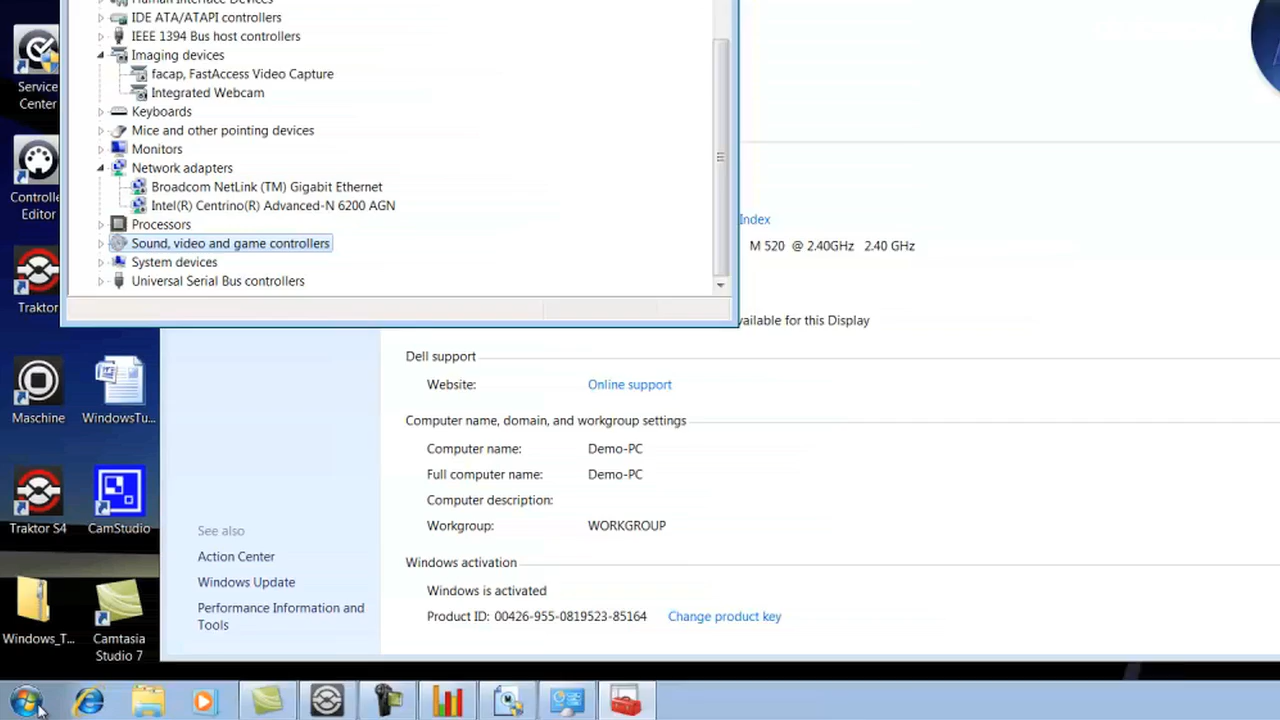 Human Interface Devices
IDE ATA/ATAPI controllers
IEEE 1394 Bus host controllers
Imaging devices
facap, FastAccess Video Capture
Integrated Webcam
Keyboards
Mice and other pointing devices
Monitors
Network adapters
Broadcom NetLink (TM) Gigabit Ethernet
Intel(R) Centrino(R) Advanced-N 6200 AGN
Processors
Sound, video and game controllers
System devices
Universal Serial Bus controllers
Index
M 520 @ 2.40GHz 2.40 GHz
vailable for this Display
Dell support
Website: Online support
Computer name, domain, and workgroup settings
Computer name: Demo-PC
Full computer name: Demo-PC
Computer description:
Workgroup: WORKGROUP
Windows activation
Windows is activated
Product ID: 00426-955-0819523-85164 Change product key
See also
Action Center
Windows Update
Performance Information and
Tools
Service
Center
Controlle
Editor
Traktor
Maschine
WindowsTu...
Traktor S4
CamStudio
Windows_T...
Camtasia
Studio 7